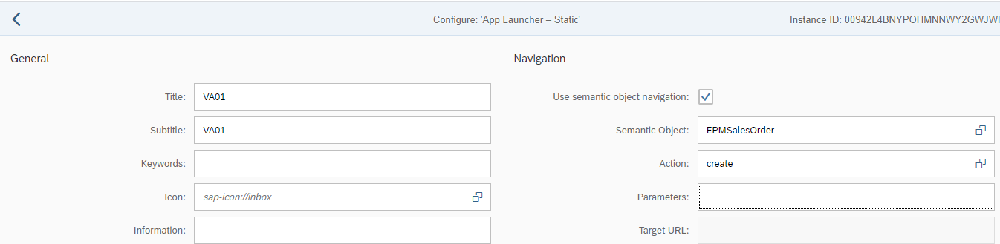 Configure: 'App Launcher – Static'
Instance ID: 00942L4BNYPOHMNNWY2GWJW
General
Navigation
Title: VA01
Use semantic object navigation:
Subtitle: VA01
Semantic Object: EPMSalesOrder
Keywords:
Action: create
Icon: sap-icon://inbox
Parameters:
Information:
Target URL: